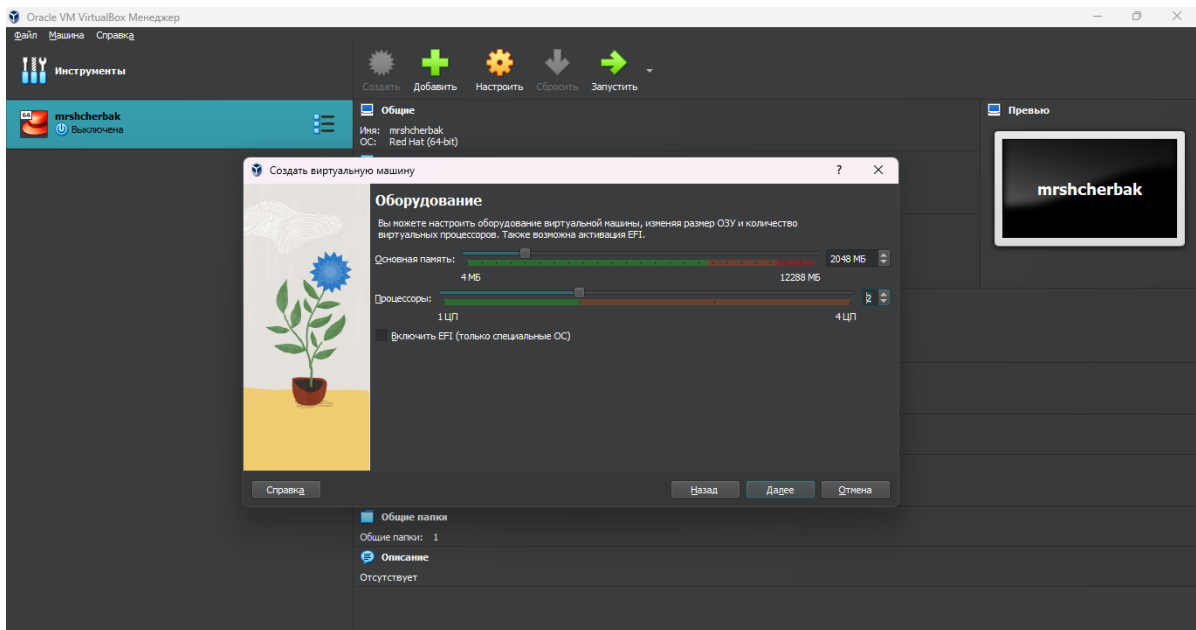 Oracle VM VirtualBox Менеджер
Файл Машина Справка
Инструменты
Создать Добавить Настроить Сбросить Запустить
64
mrshcherbak
Выключена
Общие
Имя: mrshcherbak
ОС: Red Hat (64-bit)
Превью
mrshcherbak
Создать виртуальную машину
?
Оборудование
Вы можете настроить оборудование виртуальной машины, изменяя размер ОЗУ и количество
виртуальных процессоров. Также возможна активация EFI.
Основная память: 2048 МБ
4 МБ 12288 МБ
Процессоры: 2
1 ЦП 4 ЦП
Включить EFI (только специальные ОС)
Справка Назад Далее Отмена
Общие папки
Общие папки: 1
Описание
Отсутствует